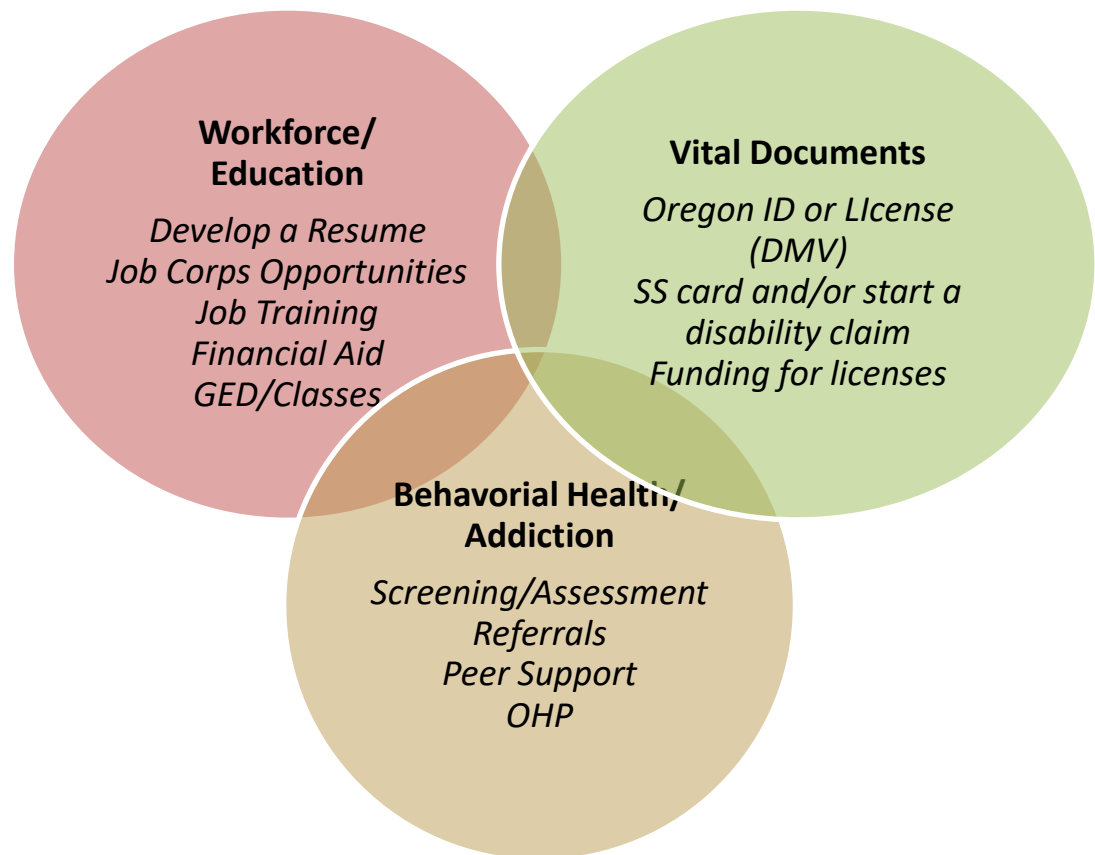 Workforce/
Education
Develop a Resume
Job Corps Opportunities
Job Training
Financial Aid
GED/Classes
Vital Documents
Oregon ID or LIcense
(DMV)
SS card and/or start a
disability claim
Funding for licenses
Behavorial Health/
Addiction
Screening/Assessment
Referrals
Peer Support
OHP